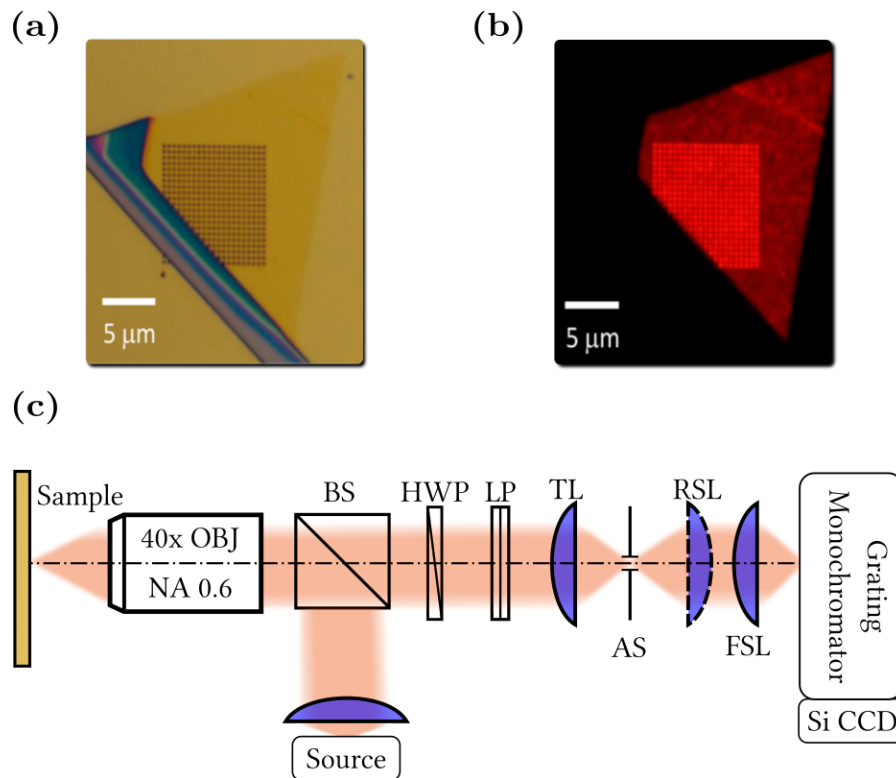 (a)
(b)
5 μm
5 μm
(c)
Sample
40x OBJ
NA 0.6
BS
HWP
LP
TL
AS
RSL
FSL
Grating
Monochromator
Si CCD
Source